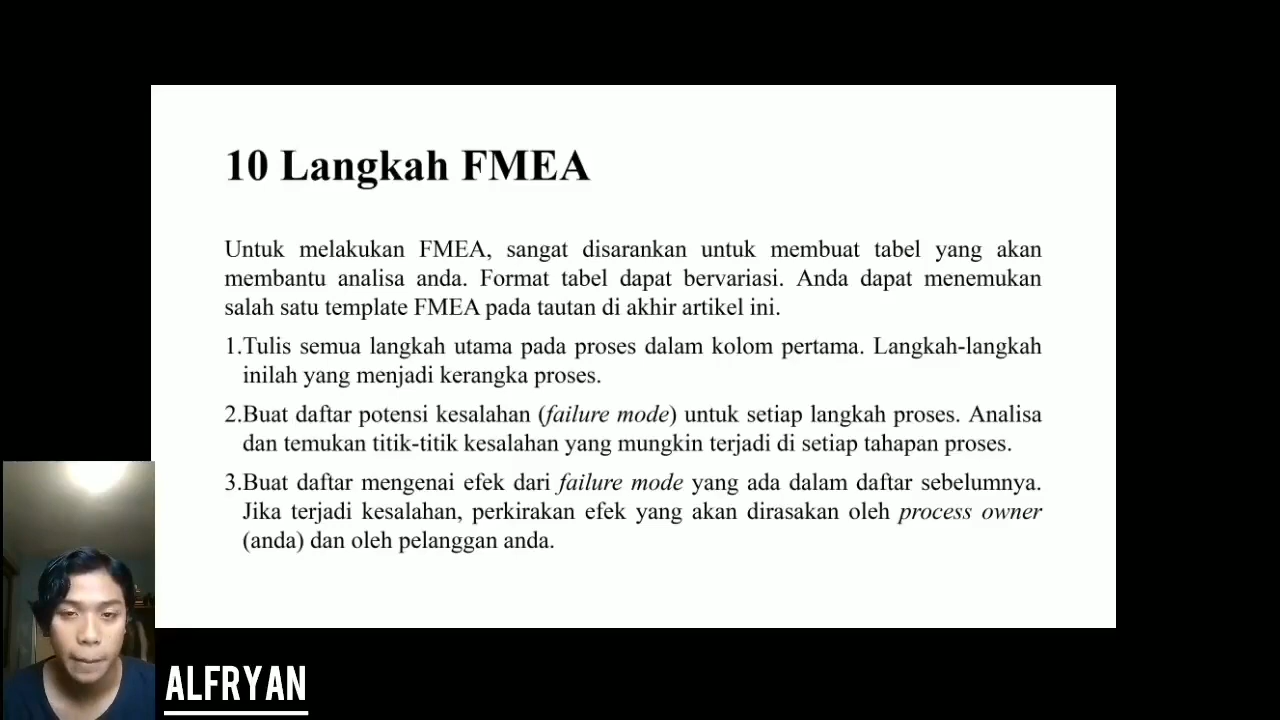 10 Langkah FMEA
Untuk melakukan FMEA, sangat disarankan untuk membuat tabel yang akan
membantu analisa anda. Format tabel dapat bervariasi. Anda dapat menemukan
salah satu template FMEA pada tautan di akhir artikel ini.
1.Tulis semua langkah utama pada proses dalam kolom pertama. Langkah-langkah
inilah yang menjadi kerangka proses.
2.Buat daftar potensi kesalahan (failure mode) untuk setiap langkah proses. Analisa
dan temukan titik-titik kesalahan yang mungkin terjadi di setiap tahapan proses.
3.Buat daftar mengenai efek dari failure mode yang ada dalam daftar sebelumnya.
Jika terjadi kesalahan, perkirakan efek yang akan dirasakan oleh process owner
(anda) dan oleh pelanggan anda.
ALFRYAN